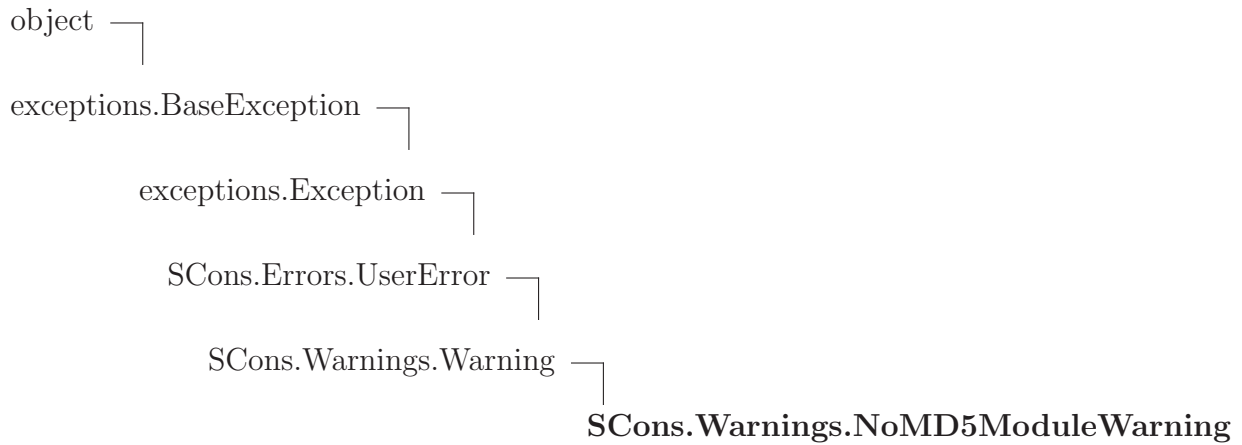 object
exceptions.BaseException
exceptions.Exception
SCons.Errors.UserError
SCons.Warnings.Warning
SCons.Warnings.NoMD5ModuleWarning